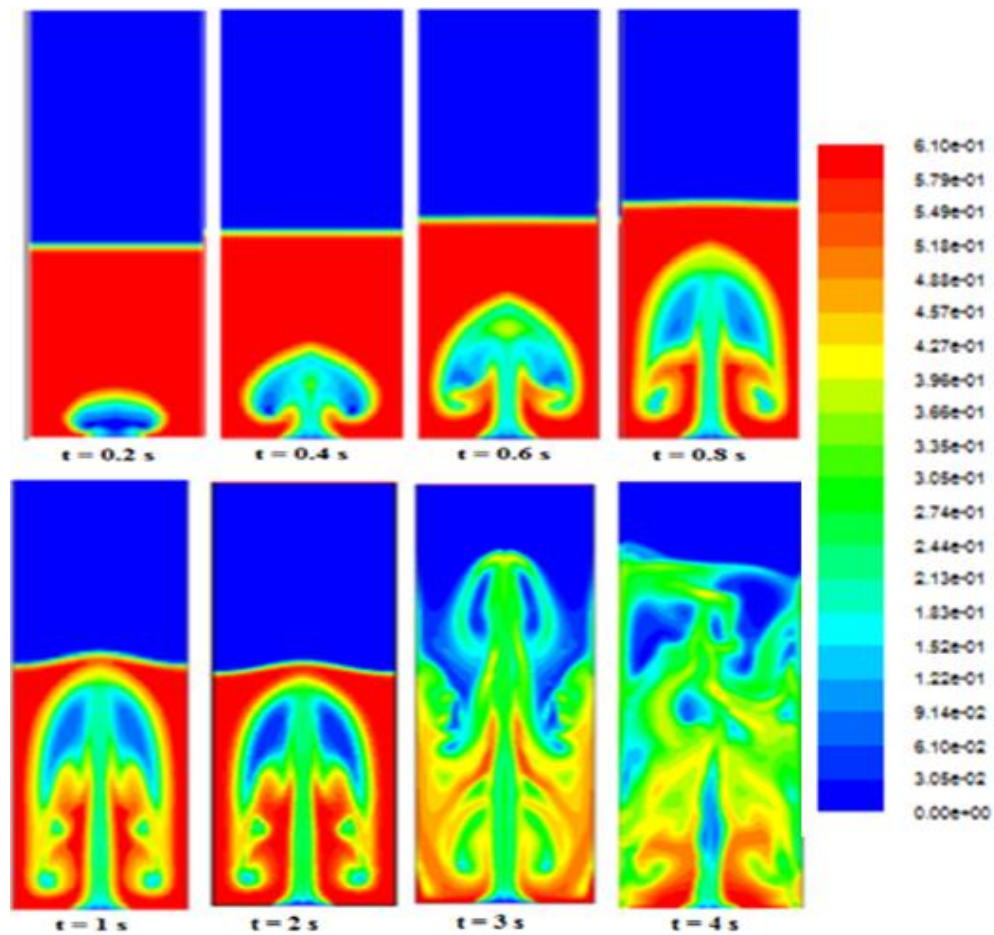 t = 0.2 s
t = 0.4 s
t = 0.6 s
t = 0.8 s
6.10e-01
5.79e-01
5.49e-01
5.18e-01
4.88e-01
4.57e-01
4.27e-01
3.96e-01
3.66e-01
3.35e-01
3.05e-01
2.74e-01
2.44e-01
2.13e-01
1.83e-01
1.52e-01
1.22e-01
9.14e-02
6.10e-02
3.05e-02
0.00e+00
t = 1 s
t = 2 s
t = 3 s
t = 4 s